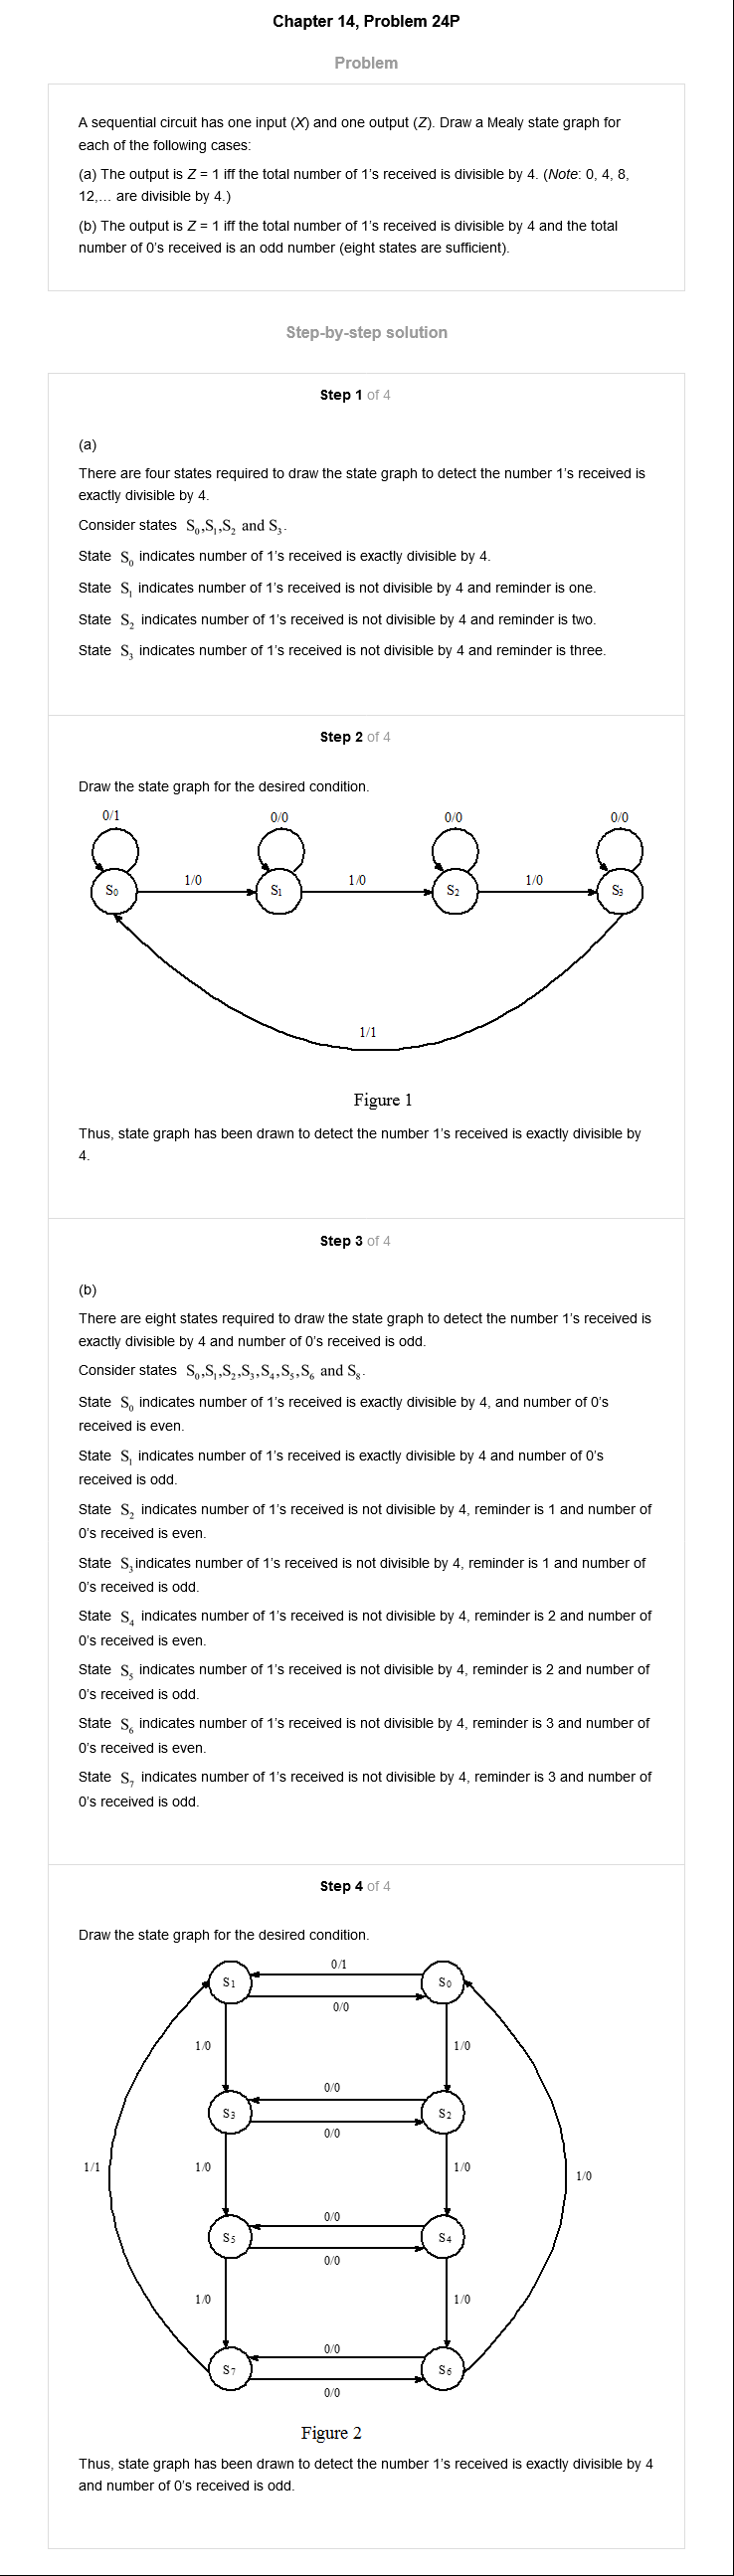 Chapter 14, Problem 24P
Problem
A sequential circuit has one input (X) and one output (Z). Draw a Mealy state graph for
each of the following cases:
(a) The output is Z = 1 iff the total number of 1's received is divisible by 4. (Note: 0, 4, 8,
12,... are divisible by 4.)
(b) The output is Z = 1 iff the total number of 1's received is divisible by 4 and the total
number of 0's received is an odd number (eight states are sufficient).
Step-by-step solution
Step 1 of 4
(a)
There are four states required to draw the state graph to detect the number 1's received is
exactly divisible by 4.
Consider states S₀,S₁,S₂ and S₃.
State S₀ indicates number of 1's received is exactly divisible by 4.
State S₁ indicates number of 1's received is not divisible by 4 and reminder is one.
State S₂ indicates number of 1's received is not divisible by 4 and reminder is two.
State S₃ indicates number of 1's received is not divisible by 4 and reminder is three.
Step 2 of 4
Draw the state graph for the desired condition.
0/1 0/0 0/0 0/0
1/0 1/0 1/0
S₀ S₁ S₂ S₃
1/1
Figure 1
Thus, state graph has been drawn to detect the number 1's received is exactly divisible by
4.
Step 3 of 4
(b)
There are eight states required to draw the state graph to detect the number 1's received is
exactly divisible by 4 and number of 0's received is odd.
Consider states S₀,S₁,S₂,S₃,S₄,S₅,S₆ and S₈.
State S₀ indicates number of 1's received is exactly divisible by 4, and number of 0's
received is even.
State S₁ indicates number of 1's received is exactly divisible by 4 and number of 0's
received is odd.
State S₂ indicates number of 1's received is not divisible by 4, reminder is 1 and number of
0's received is even.
State S₃indicates number of 1's received is not divisible by 4, reminder is 1 and number of
0's received is odd.
State S₄ indicates number of 1's received is not divisible by 4, reminder is 2 and number of
0's received is even.
State S₅ indicates number of 1's received is not divisible by 4, reminder is 2 and number of
0's received is odd.
State S₆ indicates number of 1's received is not divisible by 4, reminder is 3 and number of
0's received is even.
State S₇ indicates number of 1's received is not divisible by 4, reminder is 3 and number of
0's received is odd.
Step 4 of 4
Draw the state graph for the desired condition.
0/1
S₁ S₀
0/0
1/0 1/0
0/0
S₃ S₂
0/0
1/1 1/0 1/0 1/0
0/0
S₅ S₄
0/0
1/0 1/0
0/0
S₇ S₆
0/0
Figure 2
Thus, state graph has been drawn to detect the number 1's received is exactly divisible by 4
and number of 0's received is odd.